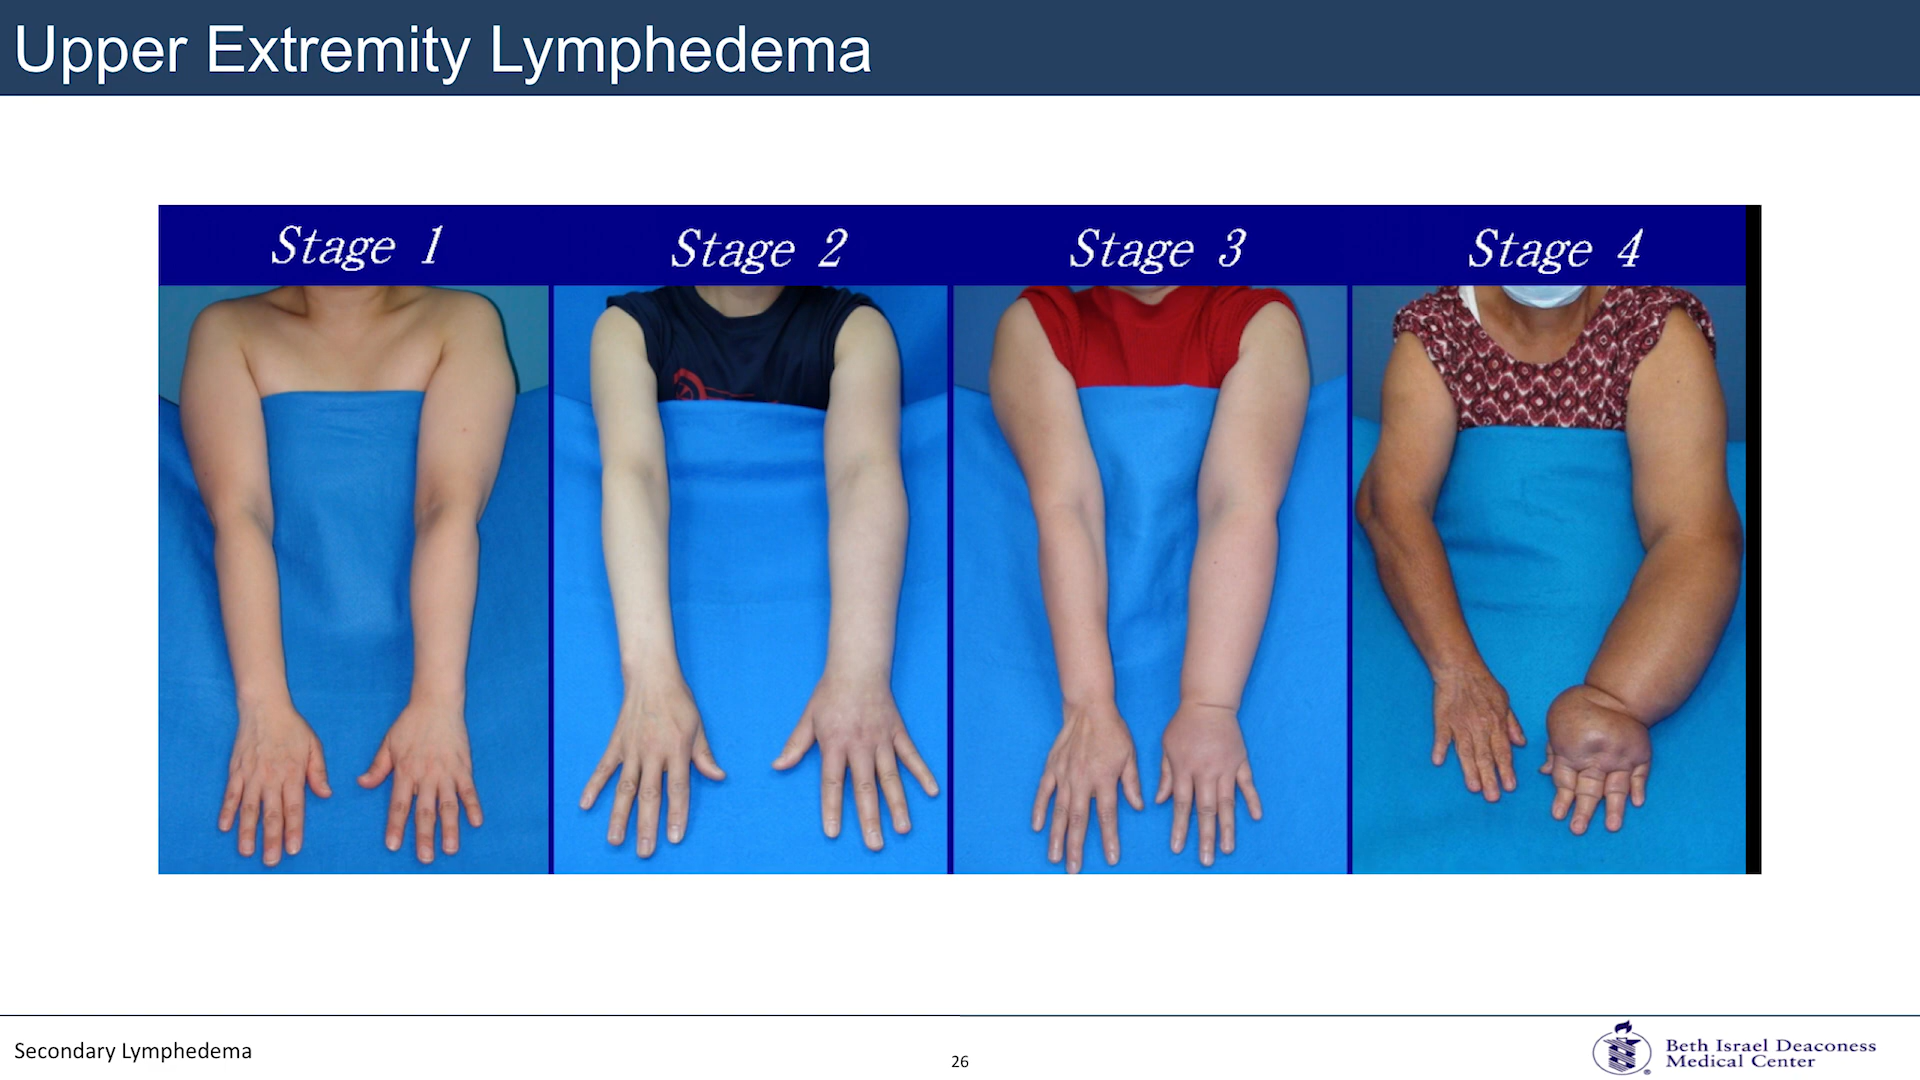 Upper Extremity Lymphedema
Stage 1
Stage 2
Stage 3
Stage 4
Secondary Lymphedema
26
Beth Israel Deaconess
Medical Center